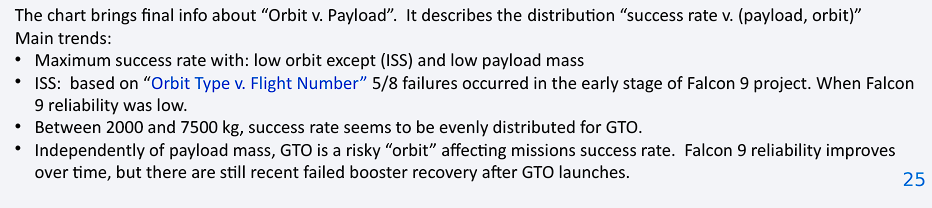 The chart brings final info about “Orbit v. Payload”.  It describes the distribution “success rate v. (payload, orbit)”
Main trends:
• Maximum success rate with: low orbit except (ISS) and low payload mass
• ISS:  based on “Orbit Type v. Flight Number” 5/8 failures occurred in the early stage of Falcon 9 project. When Falcon
9 reliability was low.
• Between 2000 and 7500 kg, success rate seems to be evenly distributed for GTO.
• Independently of payload mass, GTO is a risky “orbit” affecting missions success rate.  Falcon 9 reliability improves
over time, but there are still recent failed booster recovery after GTO launches.
25